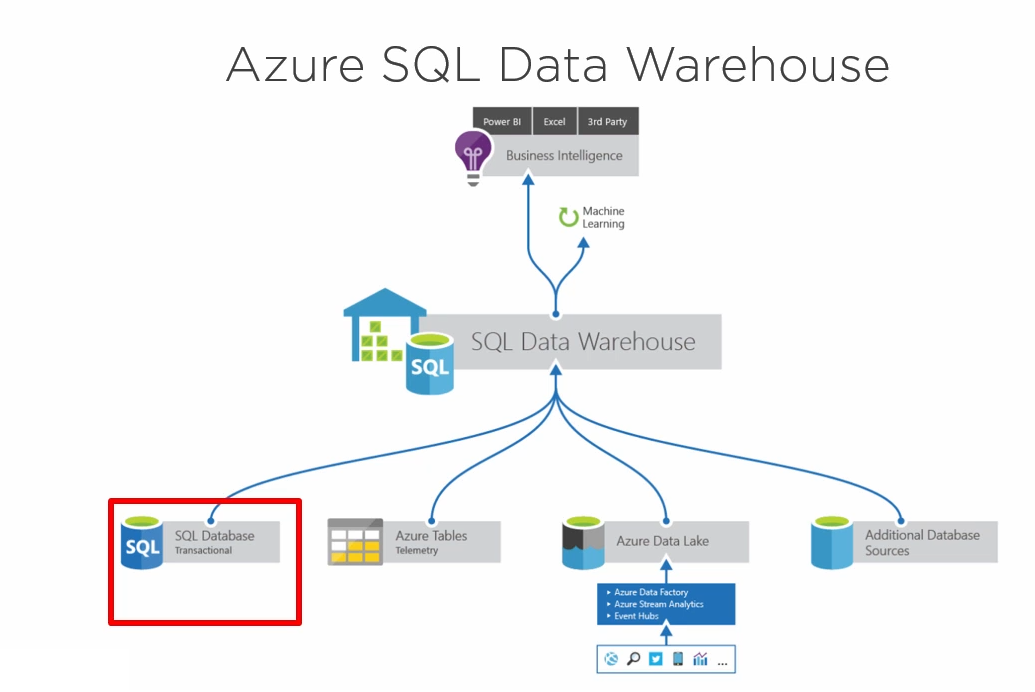 Azure SQL Data Warehouse
Power BI
Excel
3rd Party
Business Intelligence
Machine
Learning
SQL
SQL Data Warehouse
SQL
SQL Database
Transactional
Azure Tables
Telemetry
Azure Data Lake
Additional Database
Sources
‣ Azure Data Factory
‣ Azure Stream Analytics
‣ Event Hubs
...